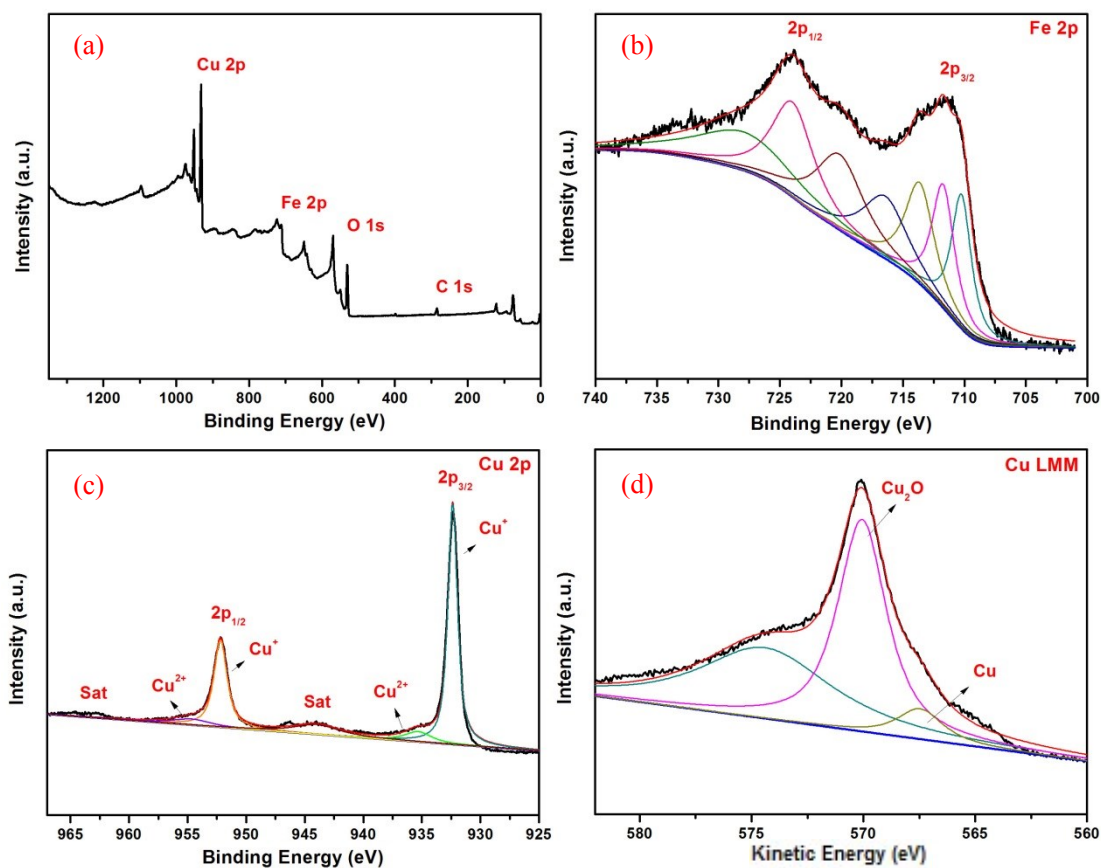 (a)
Cu 2p
Fe 2p
O 1s
C 1s
Intensity (a.u.)
1200 1000 800 600 400 200 0
Binding Energy (eV)
(b)
Fe 2p
2p1/2
2p3/2
Intensity (a.u.)
740 735 730 725 720 715 710 705 700
Binding Energy (eV)
(c)
Cu 2p
2p3/2
Cu+
2p1/2
Cu+
Cu2+
Cu2+
Sat
Sat
Intensity (a.u.)
965 960 955 950 945 940 935 930 925
Binding Energy (eV)
(d)
Cu LMM
Cu2O
Cu
Intensity (a.u.)
580 575 570 565 560
Kinetic Energy (eV)